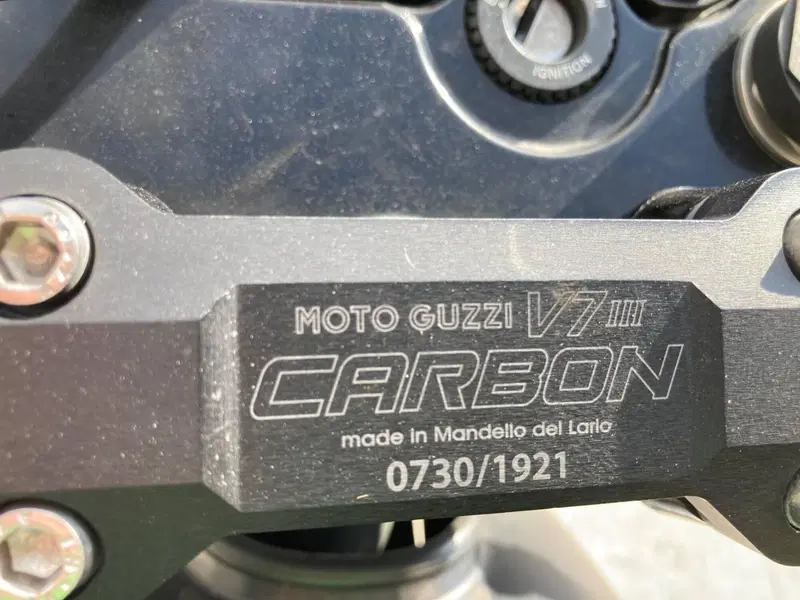 IGNITION
MOTO GUZZI V7 III
CARBON
made in Mandello del Lario
0730/1921